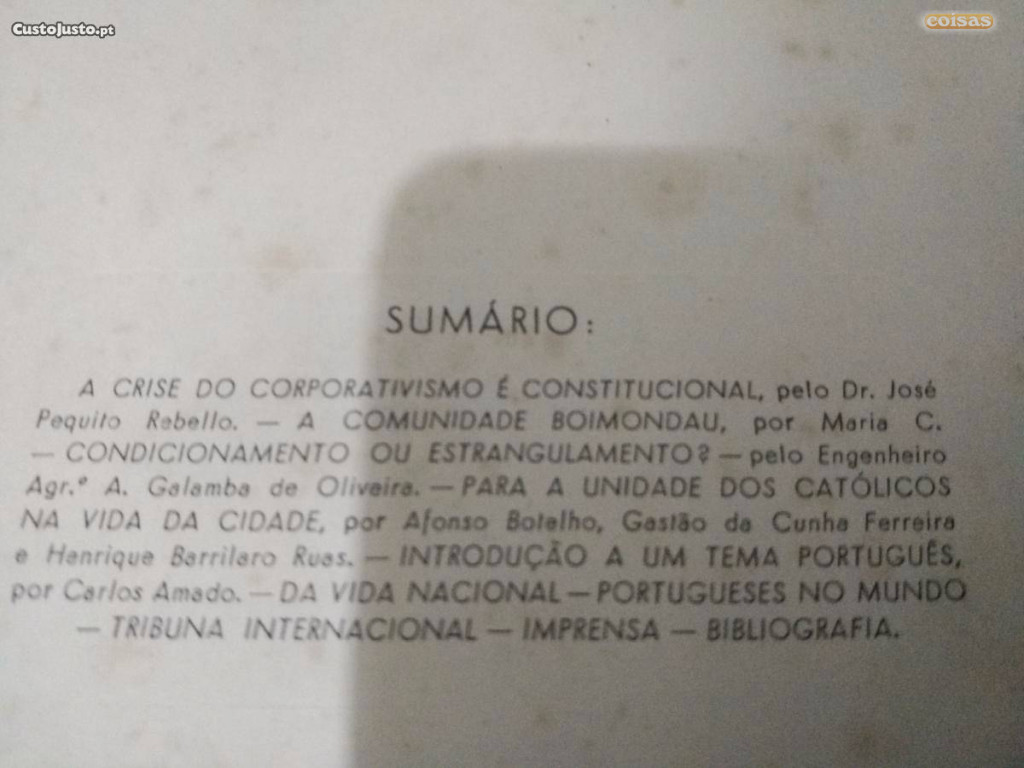 CustoJusto.pt
coisas
SUMÁRIO:
A CRISE DO CORPORATIVISMO É CONSTITUCIONAL, pelo Dr. José
Pequito Rebello. — A COMUNIDADE BOIMONDAU, por Maria C.
— CONDICIONAMENTO OU ESTRANGULAMENTO? — pelo Engenheiro
Agr.º A. Galamba de Oliveira. — PARA A UNIDADE DOS CATÓLICOS
NA VIDA DA CIDADE, por Afonso Botelho, Gastão da Cunha Ferreira
e Henrique Barrilaro Ruas. — INTRODUÇÃO A UM TEMA PORTUGUÊS,
por Carlos Amado. — DA VIDA NACIONAL — PORTUGUESES NO MUNDO
— TRIBUNA INTERNACIONAL — IMPRENSA — BIBLIOGRAFIA.